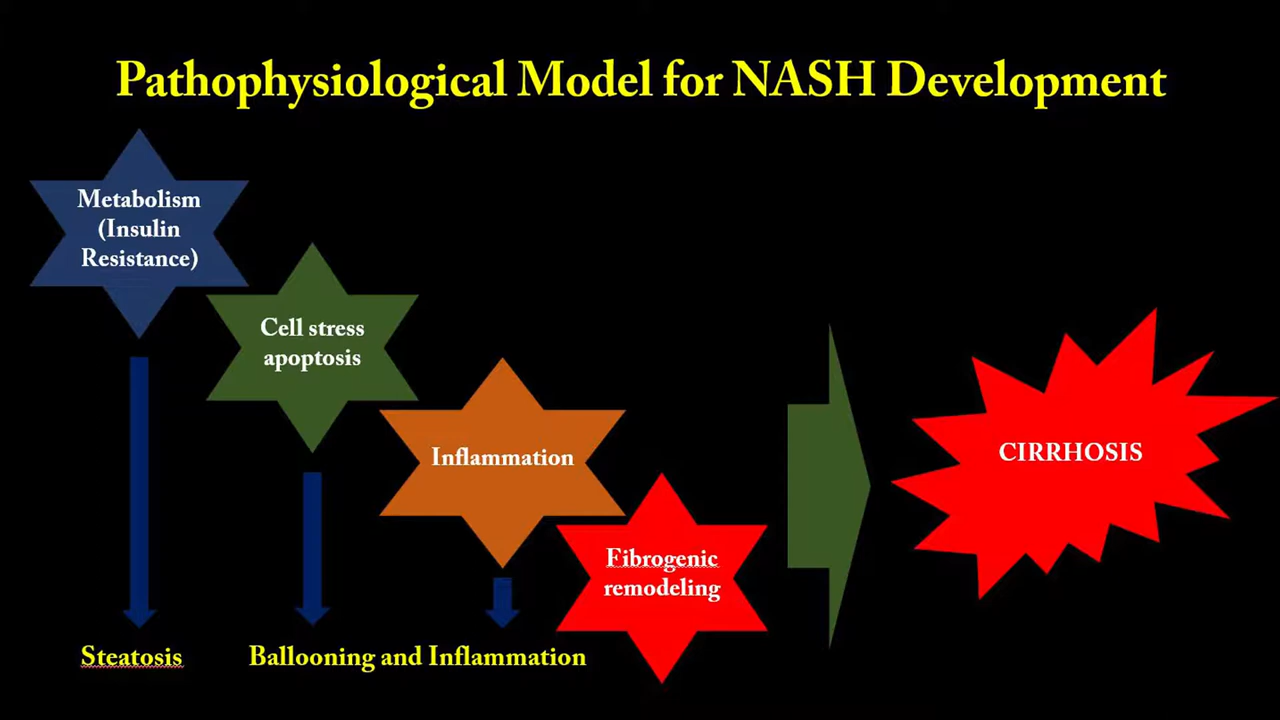 Pathophysiological Model for NASH Development
Metabolism
(Insulin
Resistance)
Cell stress
apoptosis
Inflammation
Fibrogenic
remodeling
CIRRHOSIS
Steatosis
Ballooning and Inflammation